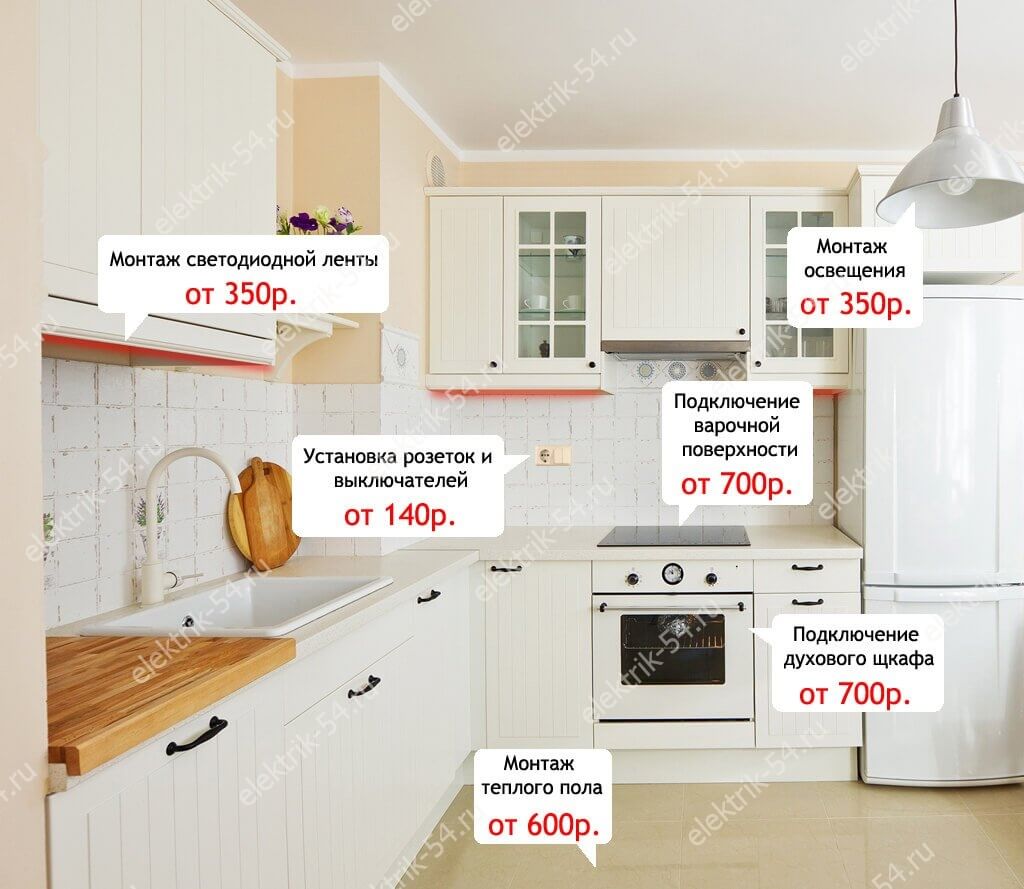 Монтаж светодиодной ленты
от 350р.
Монтаж
освещения
от 350р.
Установка розеток и
выключателей
от 140р.
Подключение
варочной
поверхности
от 700р.
Подключение
духового щкафа
от 700р.
Монтаж
теплого пола
от 600р.
elektrik-54.ru